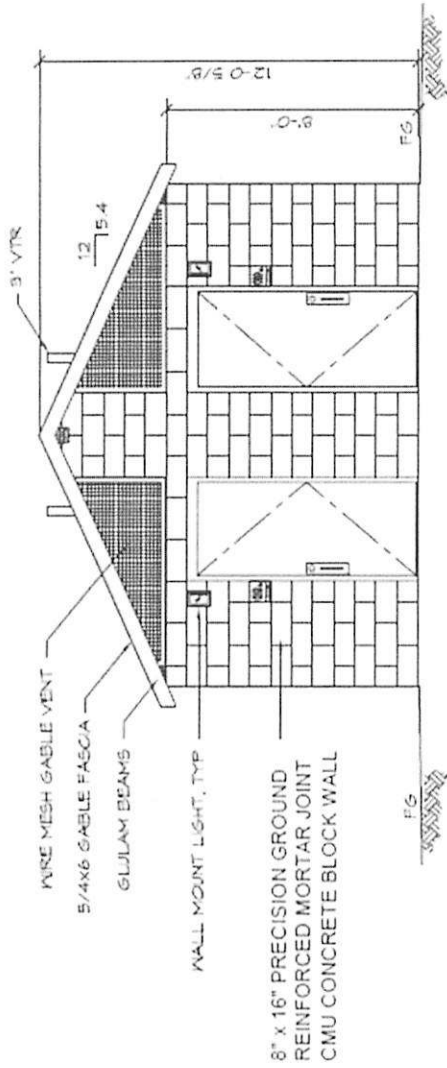 WIRE MESH GABLE VENT
5/4x6 GABLE FASCIA
GLULAM BEAMS
WALL MOUNT LIGHT, TYP
8" x 16" PRECISION GROUND
REINFORCED MORTAR JOINT
CMU CONCRETE BLOCK WALL
3" VTR
12
5.4
12'-0 5/8"
8'-0"
FG
FG